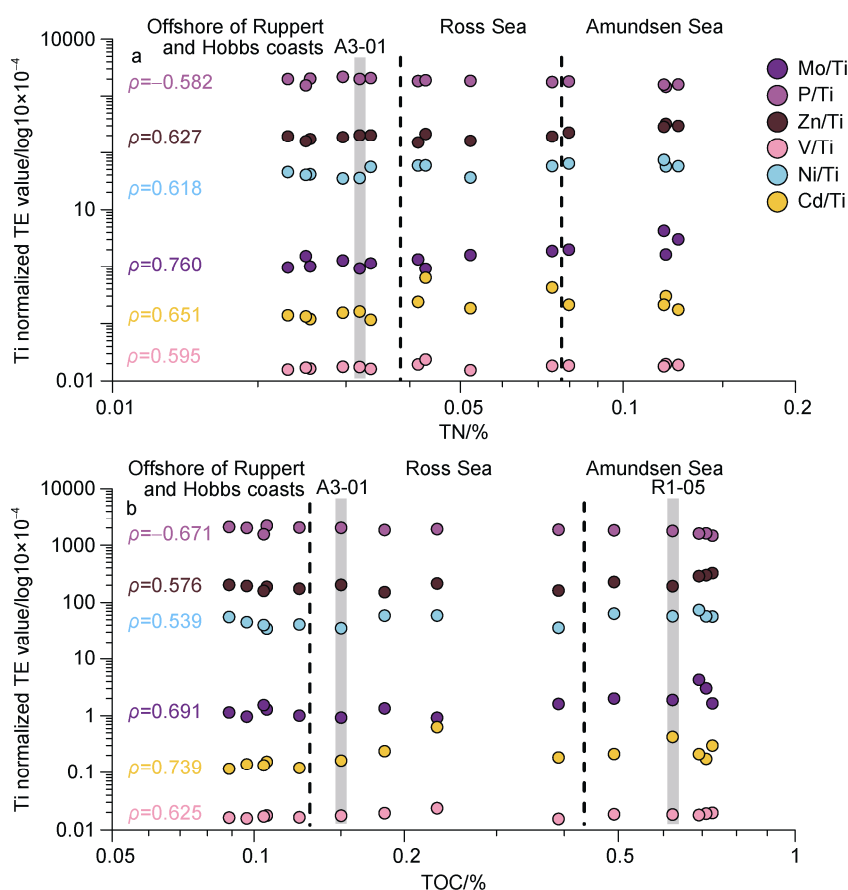 Offshore of Ruppert
and Hobbs coasts
A3-01
Ross Sea
Amundsen Sea
a
10000
10
0.01
Ti normalized TE value/log10×10⁻⁴
ρ=−0.582
ρ=0.627
ρ=0.618
ρ=0.760
ρ=0.651
ρ=0.595
0.01
0.05
0.1
0.2
TN/%
Mo/Ti
P/Ti
Zn/Ti
V/Ti
Ni/Ti
Cd/Ti
Offshore of Ruppert
and Hobbs coasts
A3-01
Ross Sea
Amundsen Sea
R1-05
b
10000
1000
100
10
1
0.1
0.01
Ti normalized TE value/log10×10⁻⁴
ρ=−0.671
ρ=0.576
ρ=0.539
ρ=0.691
ρ=0.739
ρ=0.625
0.05
0.1
0.2
0.5
1
TOC/%